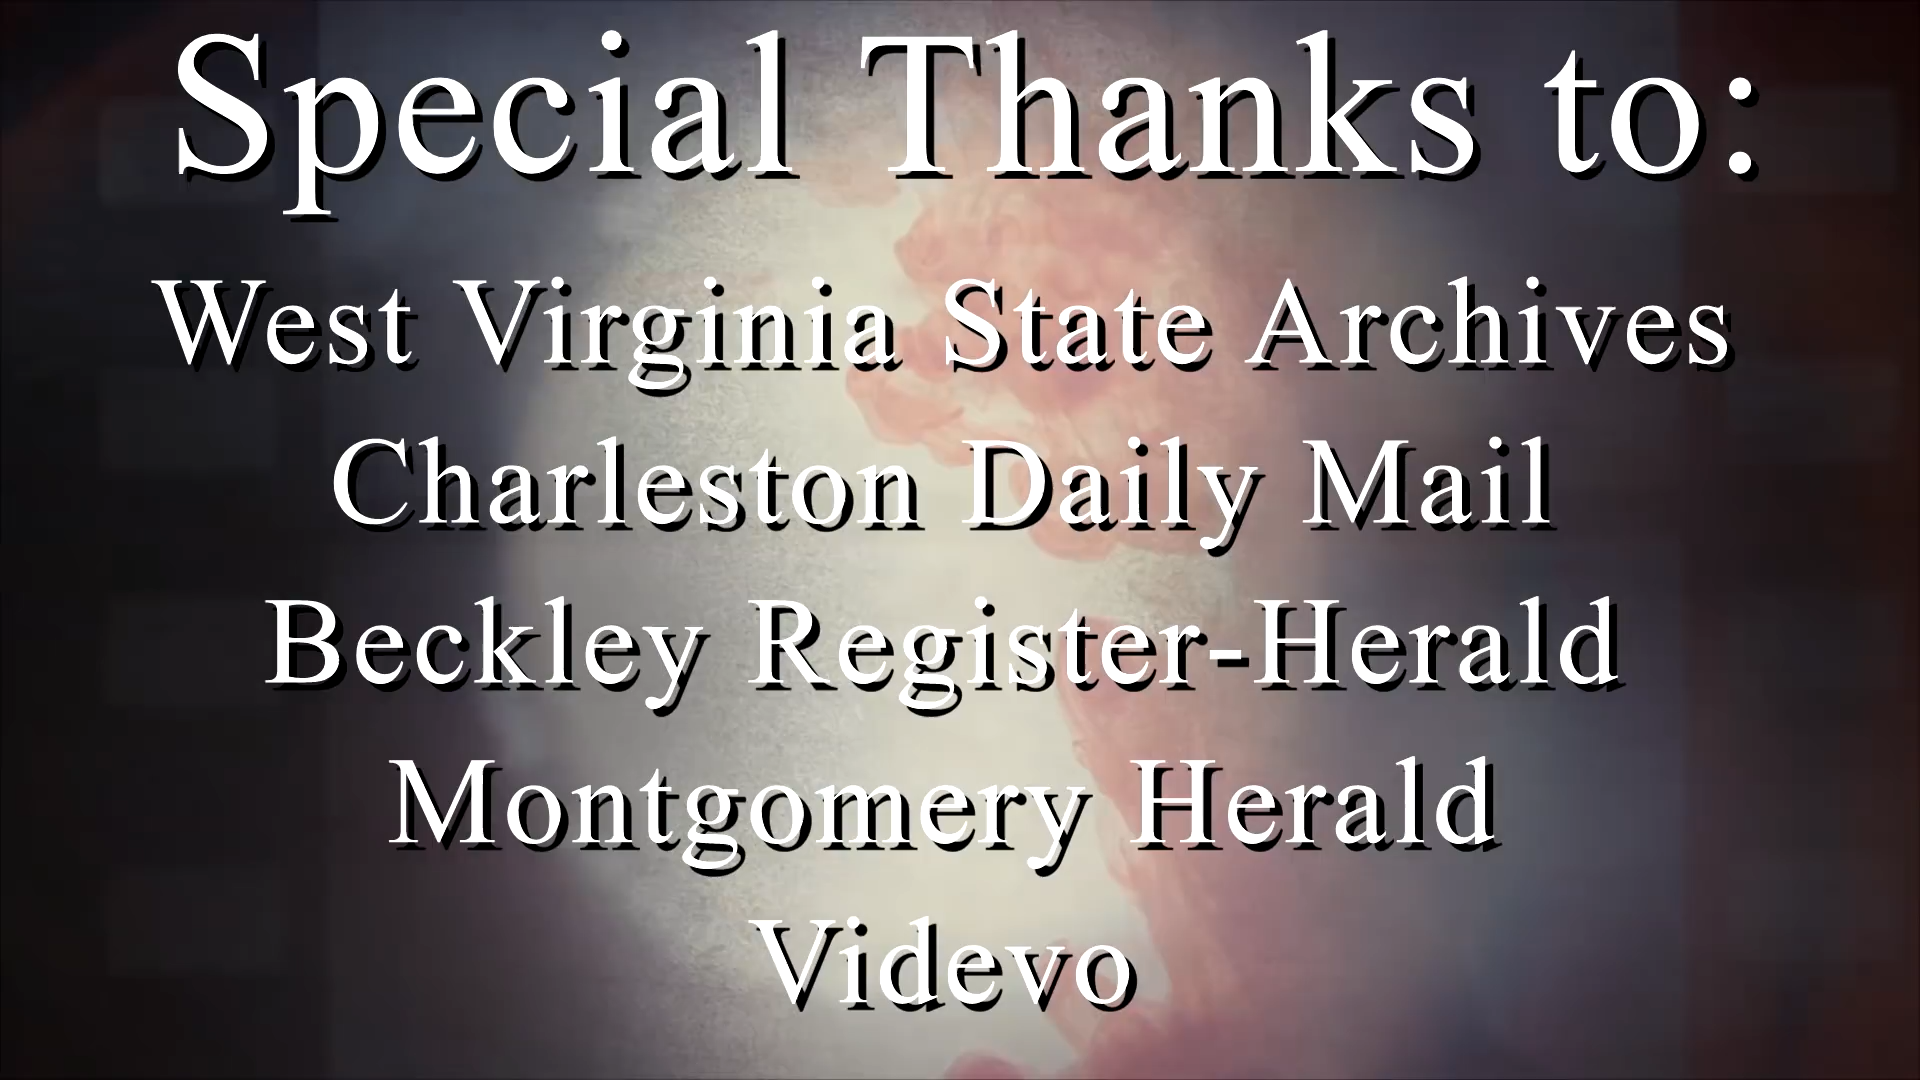 Special Thanks to:
West Virginia State Archives
Charleston Daily Mail
Beckley Register-Herald
Montgomery Herald
Videvo